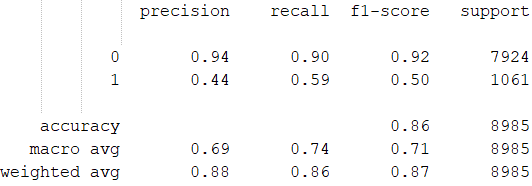 precision recall f1-score support
0 0.94 0.90 0.92 7924
1 0.44 0.59 0.50 1061
accuracy 0.86 8985
macro avg 0.69 0.74 0.71 8985
weighted avg 0.88 0.86 0.87 8985